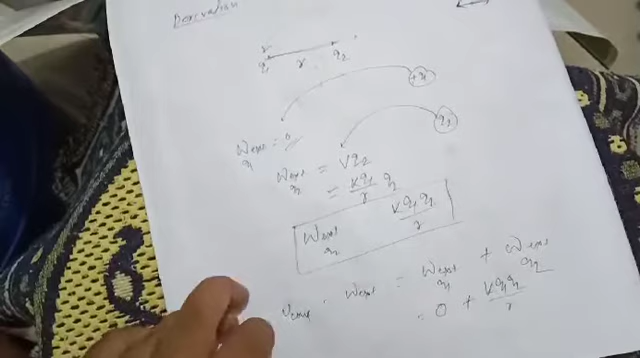 Derivation
r
q₁ r q₂
+q₁
q₂
W_ext q₁ = 0
W_ext q₁ = Vq₂
= Kq₁/r q₂
W_ext q₂ Kq₁q₂/r
W_ext = W_ext q₁ + W_ext q₂
= 0 + Kq₁q₂/r